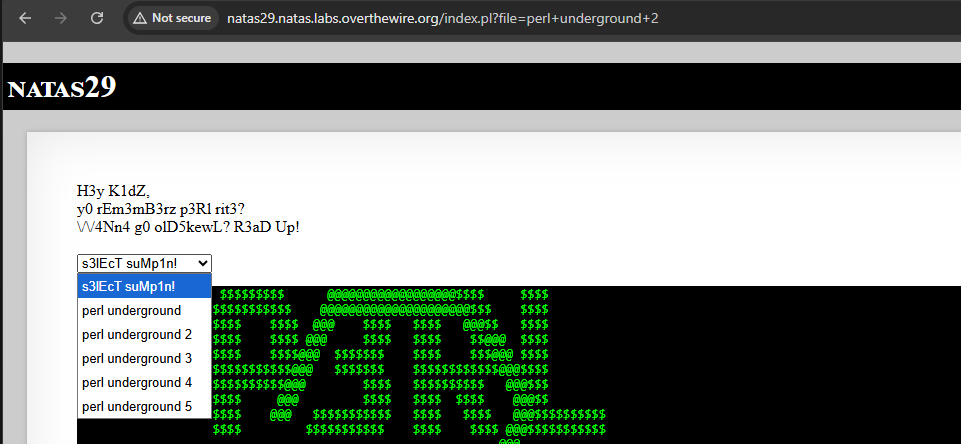 Not secure natas29.natas.labs.overthewire.org/index.pl?file=perl+underground+2
NATAS29
H3y K1dZ,
y0 rEm3mB3rz p3Rl rit3?
\/\/4Nn4 g0 olD5kewL? R3aD Up!
s3lEcT suMp1n!
s3lEcT suMp1n!
perl underground
perl underground 2
perl underground 3
perl underground 4
perl underground 5